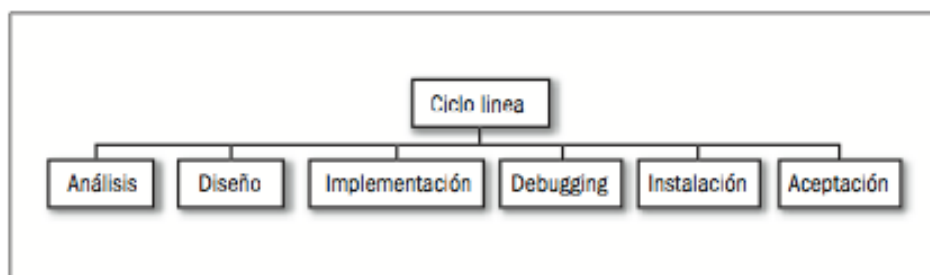 Ciclo linea
Análisis
Diseño
Implementación
Debugging
Instalación
Aceptación